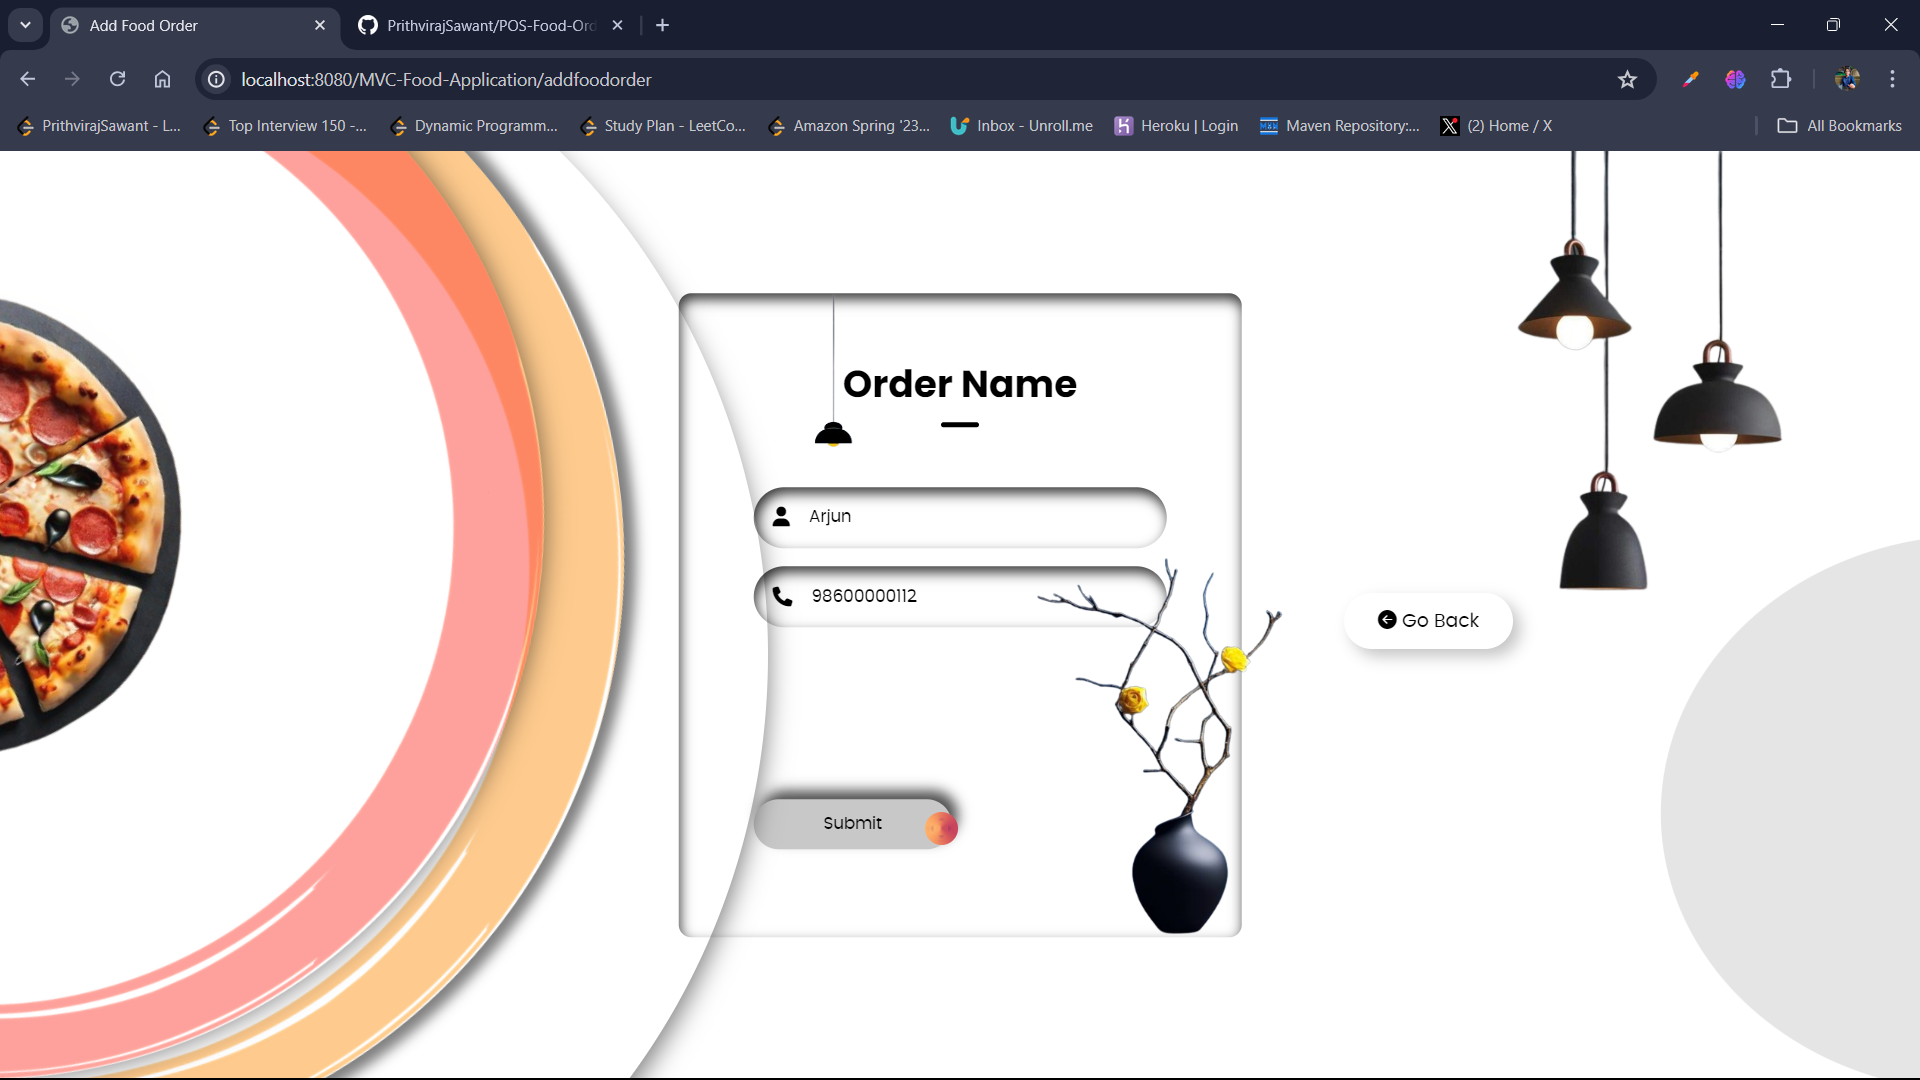 Add Food Order
PrithvirajSawant/POS-Food-Ord
localhost:8080/MVC-Food-Application/addfoodorder
PrithvirajSawant - L...
Top Interview 150 -...
Dynamic Programm...
Study Plan - LeetCo...
Amazon Spring '23...
Inbox - Unroll.me
Heroku | Login
Maven Repository:...
(2) Home / X
All Bookmarks
Order Name
Arjun
98600000112
Go Back
Submit